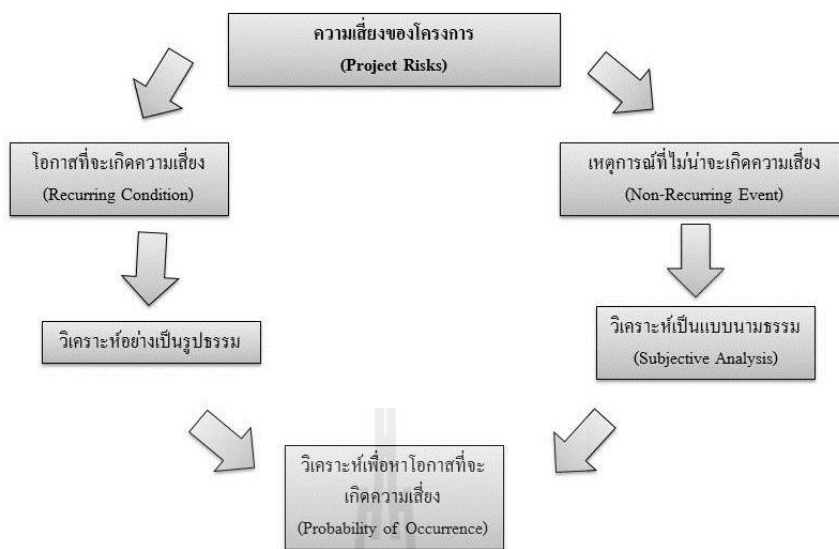 ความเสี่ยงของโครงการ
(Project Risks)
โอกาสที่จะเกิดความเสี่ยง
(Recurring Condition)
เหตุการณ์ที่ไม่น่าจะเกิดความเสี่ยง
(Non-Recurring Event)
วิเคราะห์อย่างเป็นรูปธรรม
วิเคราะห์เป็นแบบนามธรรม
(Subjective Analysis)
วิเคราะห์เพื่อหาโอกาสที่จะ
เกิดความเสี่ยง
(Probability of Occurrence)